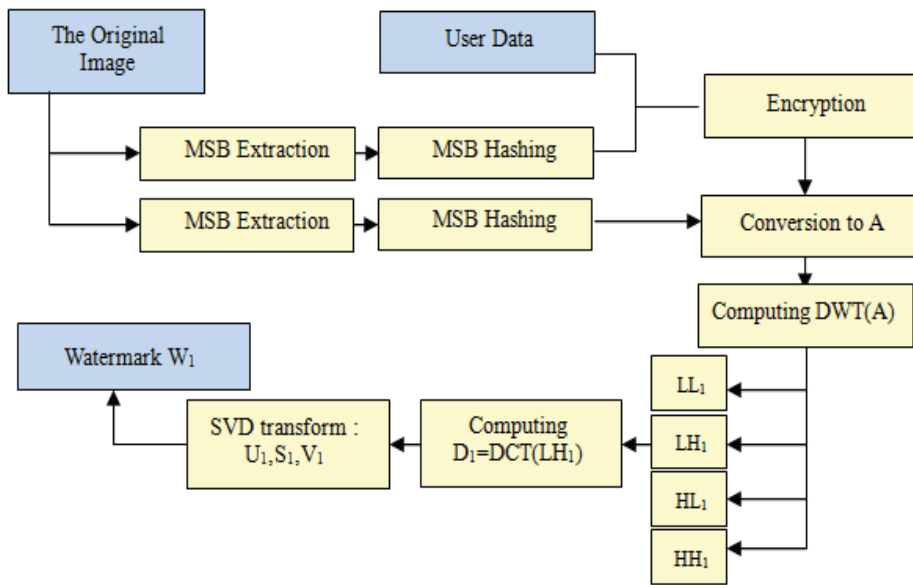 The Original
Image
User Data
Encryption
MSB Extraction
MSB Hashing
MSB Extraction
MSB Hashing
Conversion to A
Computing DWT(A)
Watermark W₁
LL₁
SVD transform :
U₁,S₁,V₁
Computing
D₁=DCT(LH₁)
LH₁
HL₁
HH₁